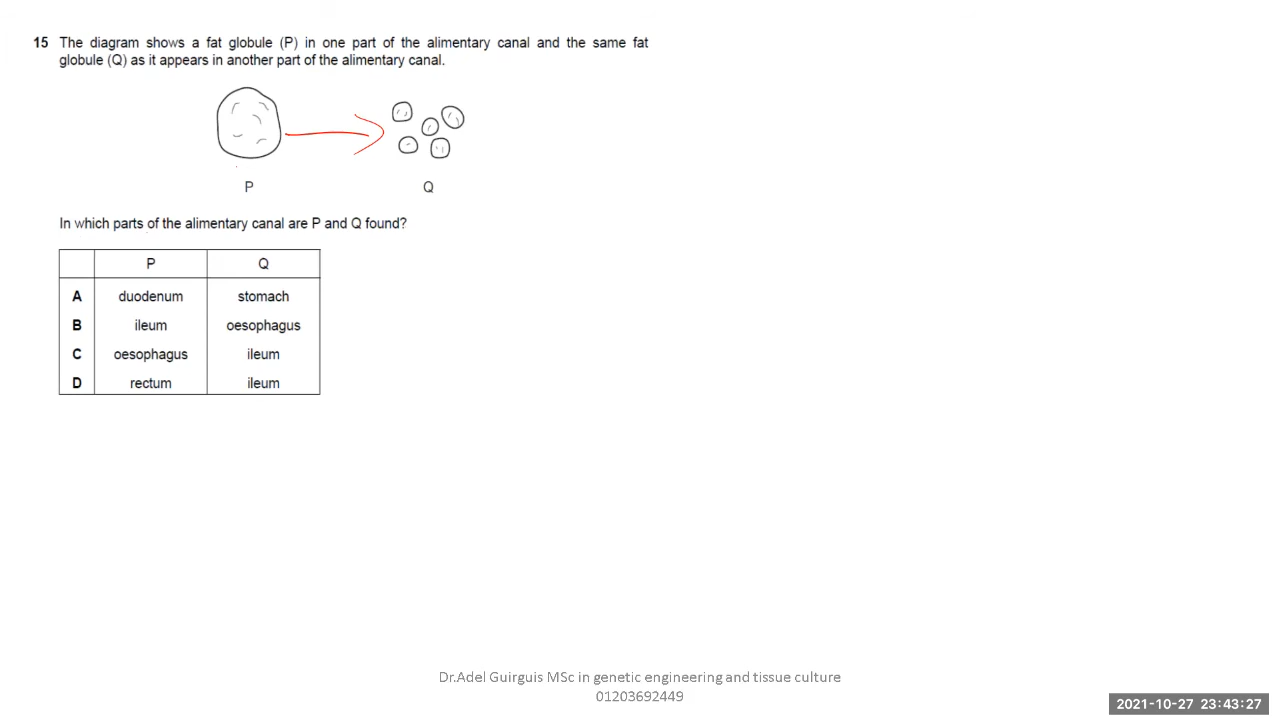 15 The diagram shows a fat globule (P) in one part of the alimentary canal and the same fat
globule (Q) as it appears in another part of the alimentary canal.
P Q
In which parts of the alimentary canal are P and Q found?
P Q
A duodenum stomach
B ileum oesophagus
C oesophagus ileum
D rectum ileum
Dr.Adel Guirguis MSc in genetic engineering and tissue culture
01203692449
2021-10-27 23:43:27